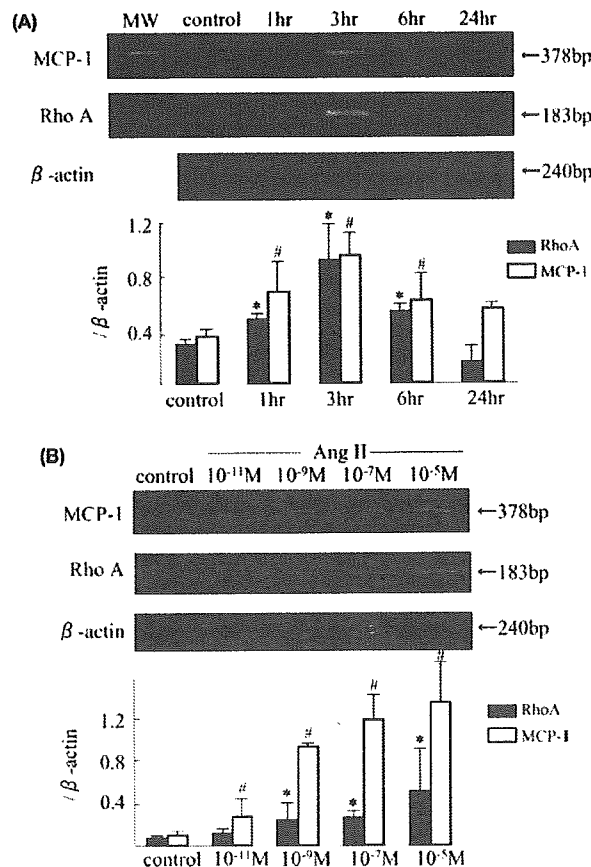 (A)
MW control 1hr 3hr 6hr 24hr
MCP-1 ←378bp
Rho A ←183bp
β-actin ←240bp
1.2
0.8
0.4
/β-actin
* # * # * #
RhoA
MCP-1
control 1hr 3hr 6hr 24hr
(B)
Ang II
control 10⁻¹¹M 10⁻⁹M 10⁻⁷M 10⁻⁵M
MCP-1 ←378bp
Rho A ←183bp
β-actin ←240bp
1.2
0.8
0.4
/β-actin
# * # * # * #
RhoA
MCP-1
control 10⁻¹¹M 10⁻⁹M 10⁻⁷M 10⁻⁵M